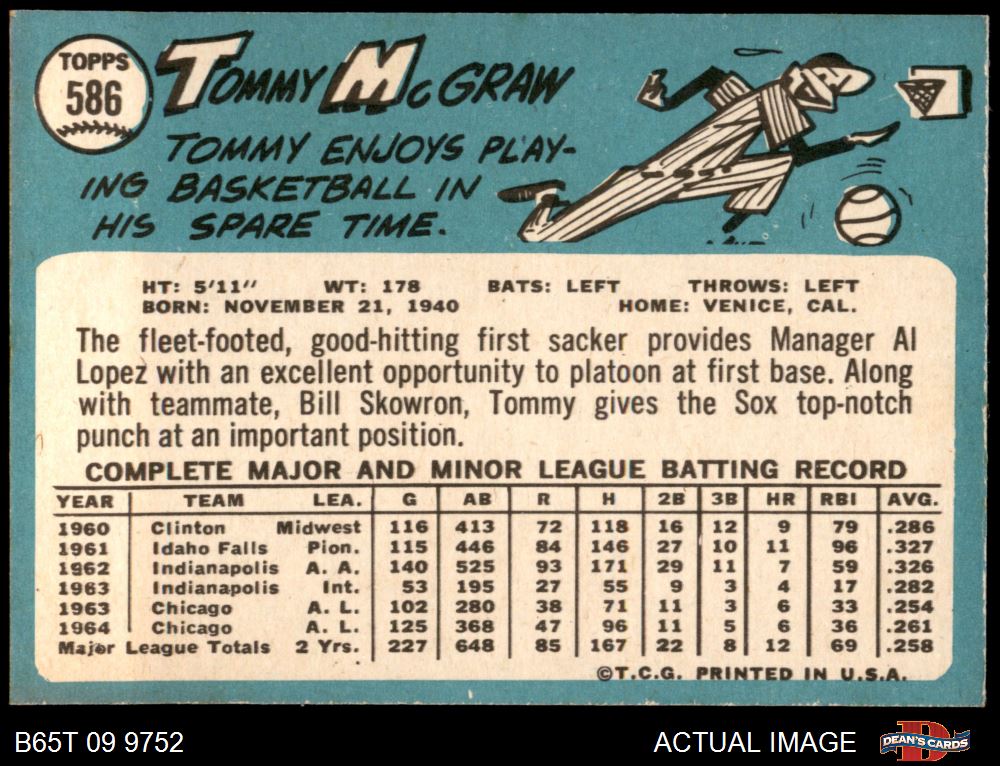 TOPPS
586
TOMMY McGRAW
TOMMY ENJOYS PLAY-
ING BASKETBALL IN
HIS SPARE TIME.
HT: 5'11" WT: 178 BATS: LEFT THROWS: LEFT
BORN: NOVEMBER 21, 1940 HOME: VENICE, CAL.
The fleet-footed, good-hitting first sacker provides Manager Al
Lopez with an excellent opportunity to platoon at first base. Along
with teammate, Bill Skowron, Tommy gives the Sox top-notch
punch at an important position.
COMPLETE MAJOR AND MINOR LEAGUE BATTING RECORD
YEAR TEAM LEA. G AB R H 2B 3B HR RBI AVG.
1960 Clinton Midwest 116 413 72 118 16 12 9 79 .286
1961 Idaho Falls Pion. 115 446 84 146 27 10 11 96 .327
1962 Indianapolis A. A. 140 525 93 171 29 11 7 59 .326
1963 Indianapolis Int. 53 195 27 55 9 3 4 17 .282
1963 Chicago A. L. 102 280 38 71 11 3 6 33 .254
1964 Chicago A. L. 125 368 47 96 11 5 6 36 .261
Major League Totals 2 Yrs. 227 648 85 167 22 8 12 69 .258
©T.C.G. PRINTED IN U.S.A.
B65T 09 9752 ACTUAL IMAGE DEAN'S CARDS